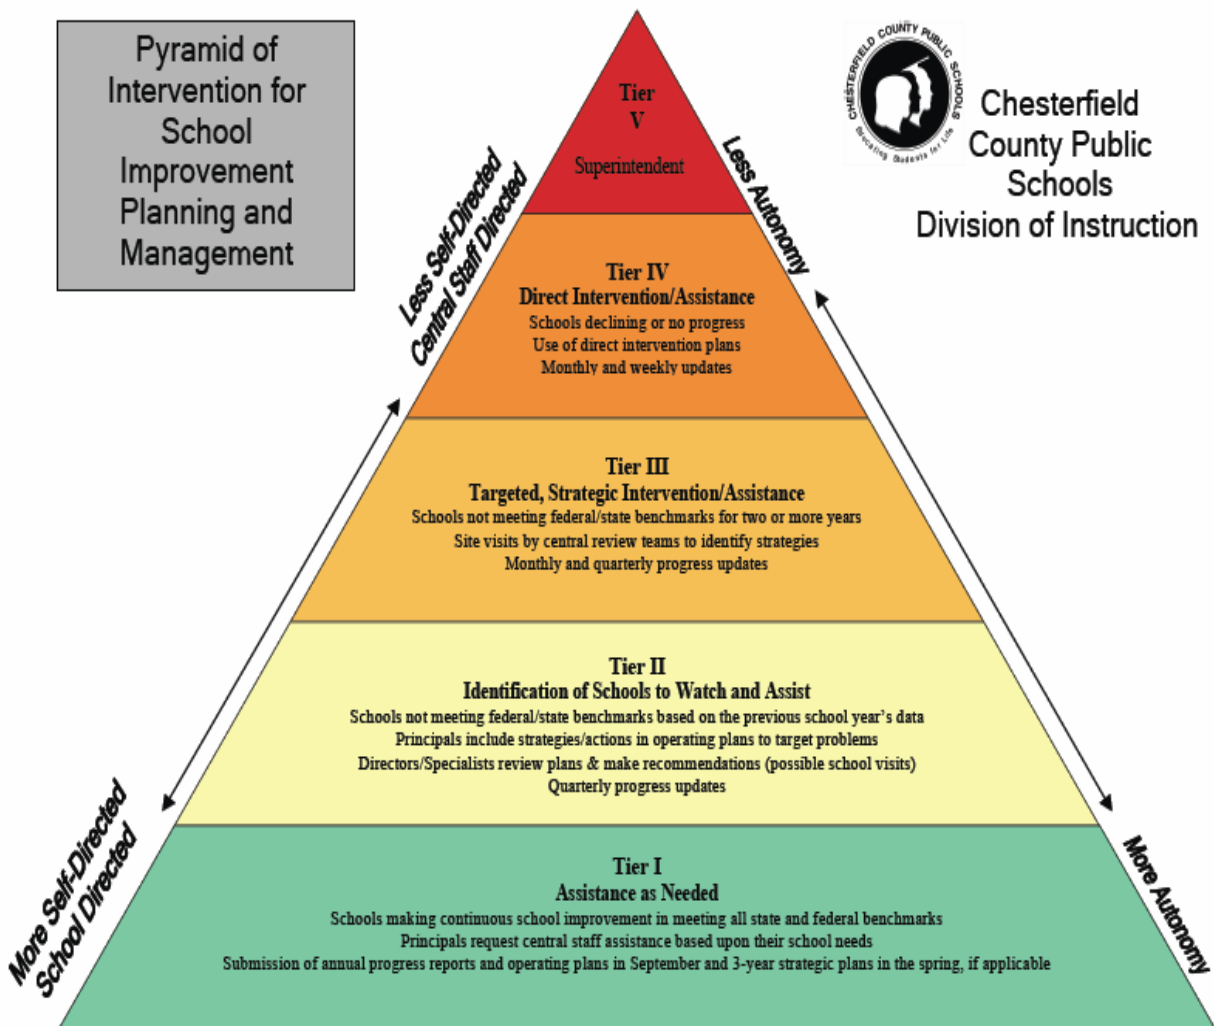 Pyramid of
Intervention for
School
Improvement
Planning and
Management
CHESTERFIELD COUNTY PUBLIC SCHOOLS
Educating Students for Life
Chesterfield
County Public
Schools
Division of Instruction
Less Self-Directed
Central Staff Directed
Less Autonomy
Tier
V
Superintendent
Tier IV
Direct Intervention/Assistance
Schools declining or no progress
Use of direct intervention plans
Monthly and weekly updates
Tier III
Targeted, Strategic Intervention/Assistance
Schools not meeting federal/state benchmarks for two or more years
Site visits by central review teams to identify strategies
Monthly and quarterly progress updates
Tier II
Identification of Schools to Watch and Assist
Schools not meeting federal/state benchmarks based on the previous school year's data
Principals include strategies/actions in operating plans to target problems
Directors/Specialists review plans & make recommendations (possible school visits)
Quarterly progress updates
More Self-Directed
School Directed
More Autonomy
Tier I
Assistance as Needed
Schools making continuous school improvement in meeting all state and federal benchmarks
Principals request central staff assistance based upon their school needs
Submission of annual progress reports and operating plans in September and 3-year strategic plans in the spring, if applicable